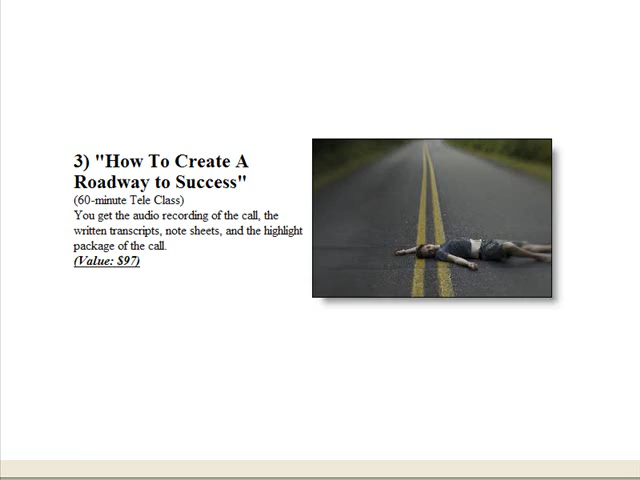 3) "How To Create A
Roadway to Success"
(60-minute Tele Class)
You get the audio recording of the call, the
written transcripts, note sheets, and the highlight
package of the call.
(Value: $97)